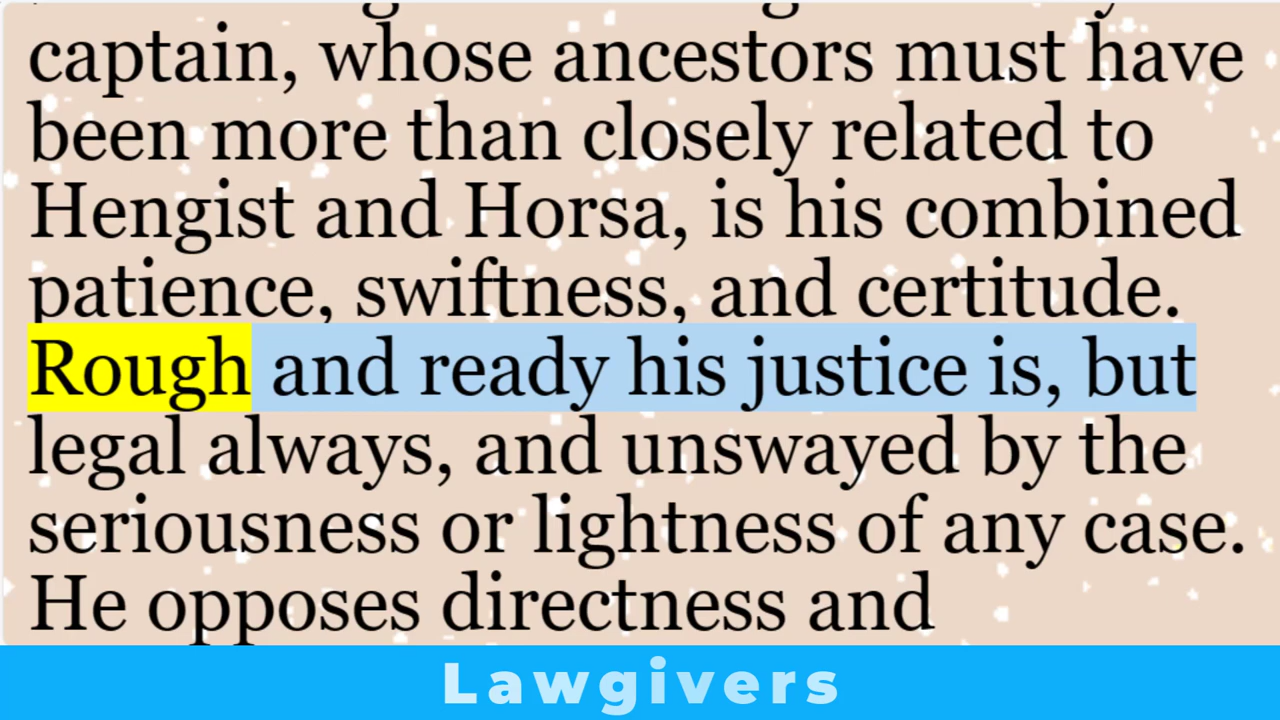 captain, whose ancestors must have
been more than closely related to
Hengist and Horsa, is his combined
patience, swiftness, and certitude.
Rough and ready his justice is, but
legal always, and unswayed by the
seriousness or lightness of any case.
He opposes directness and
Lawgivers